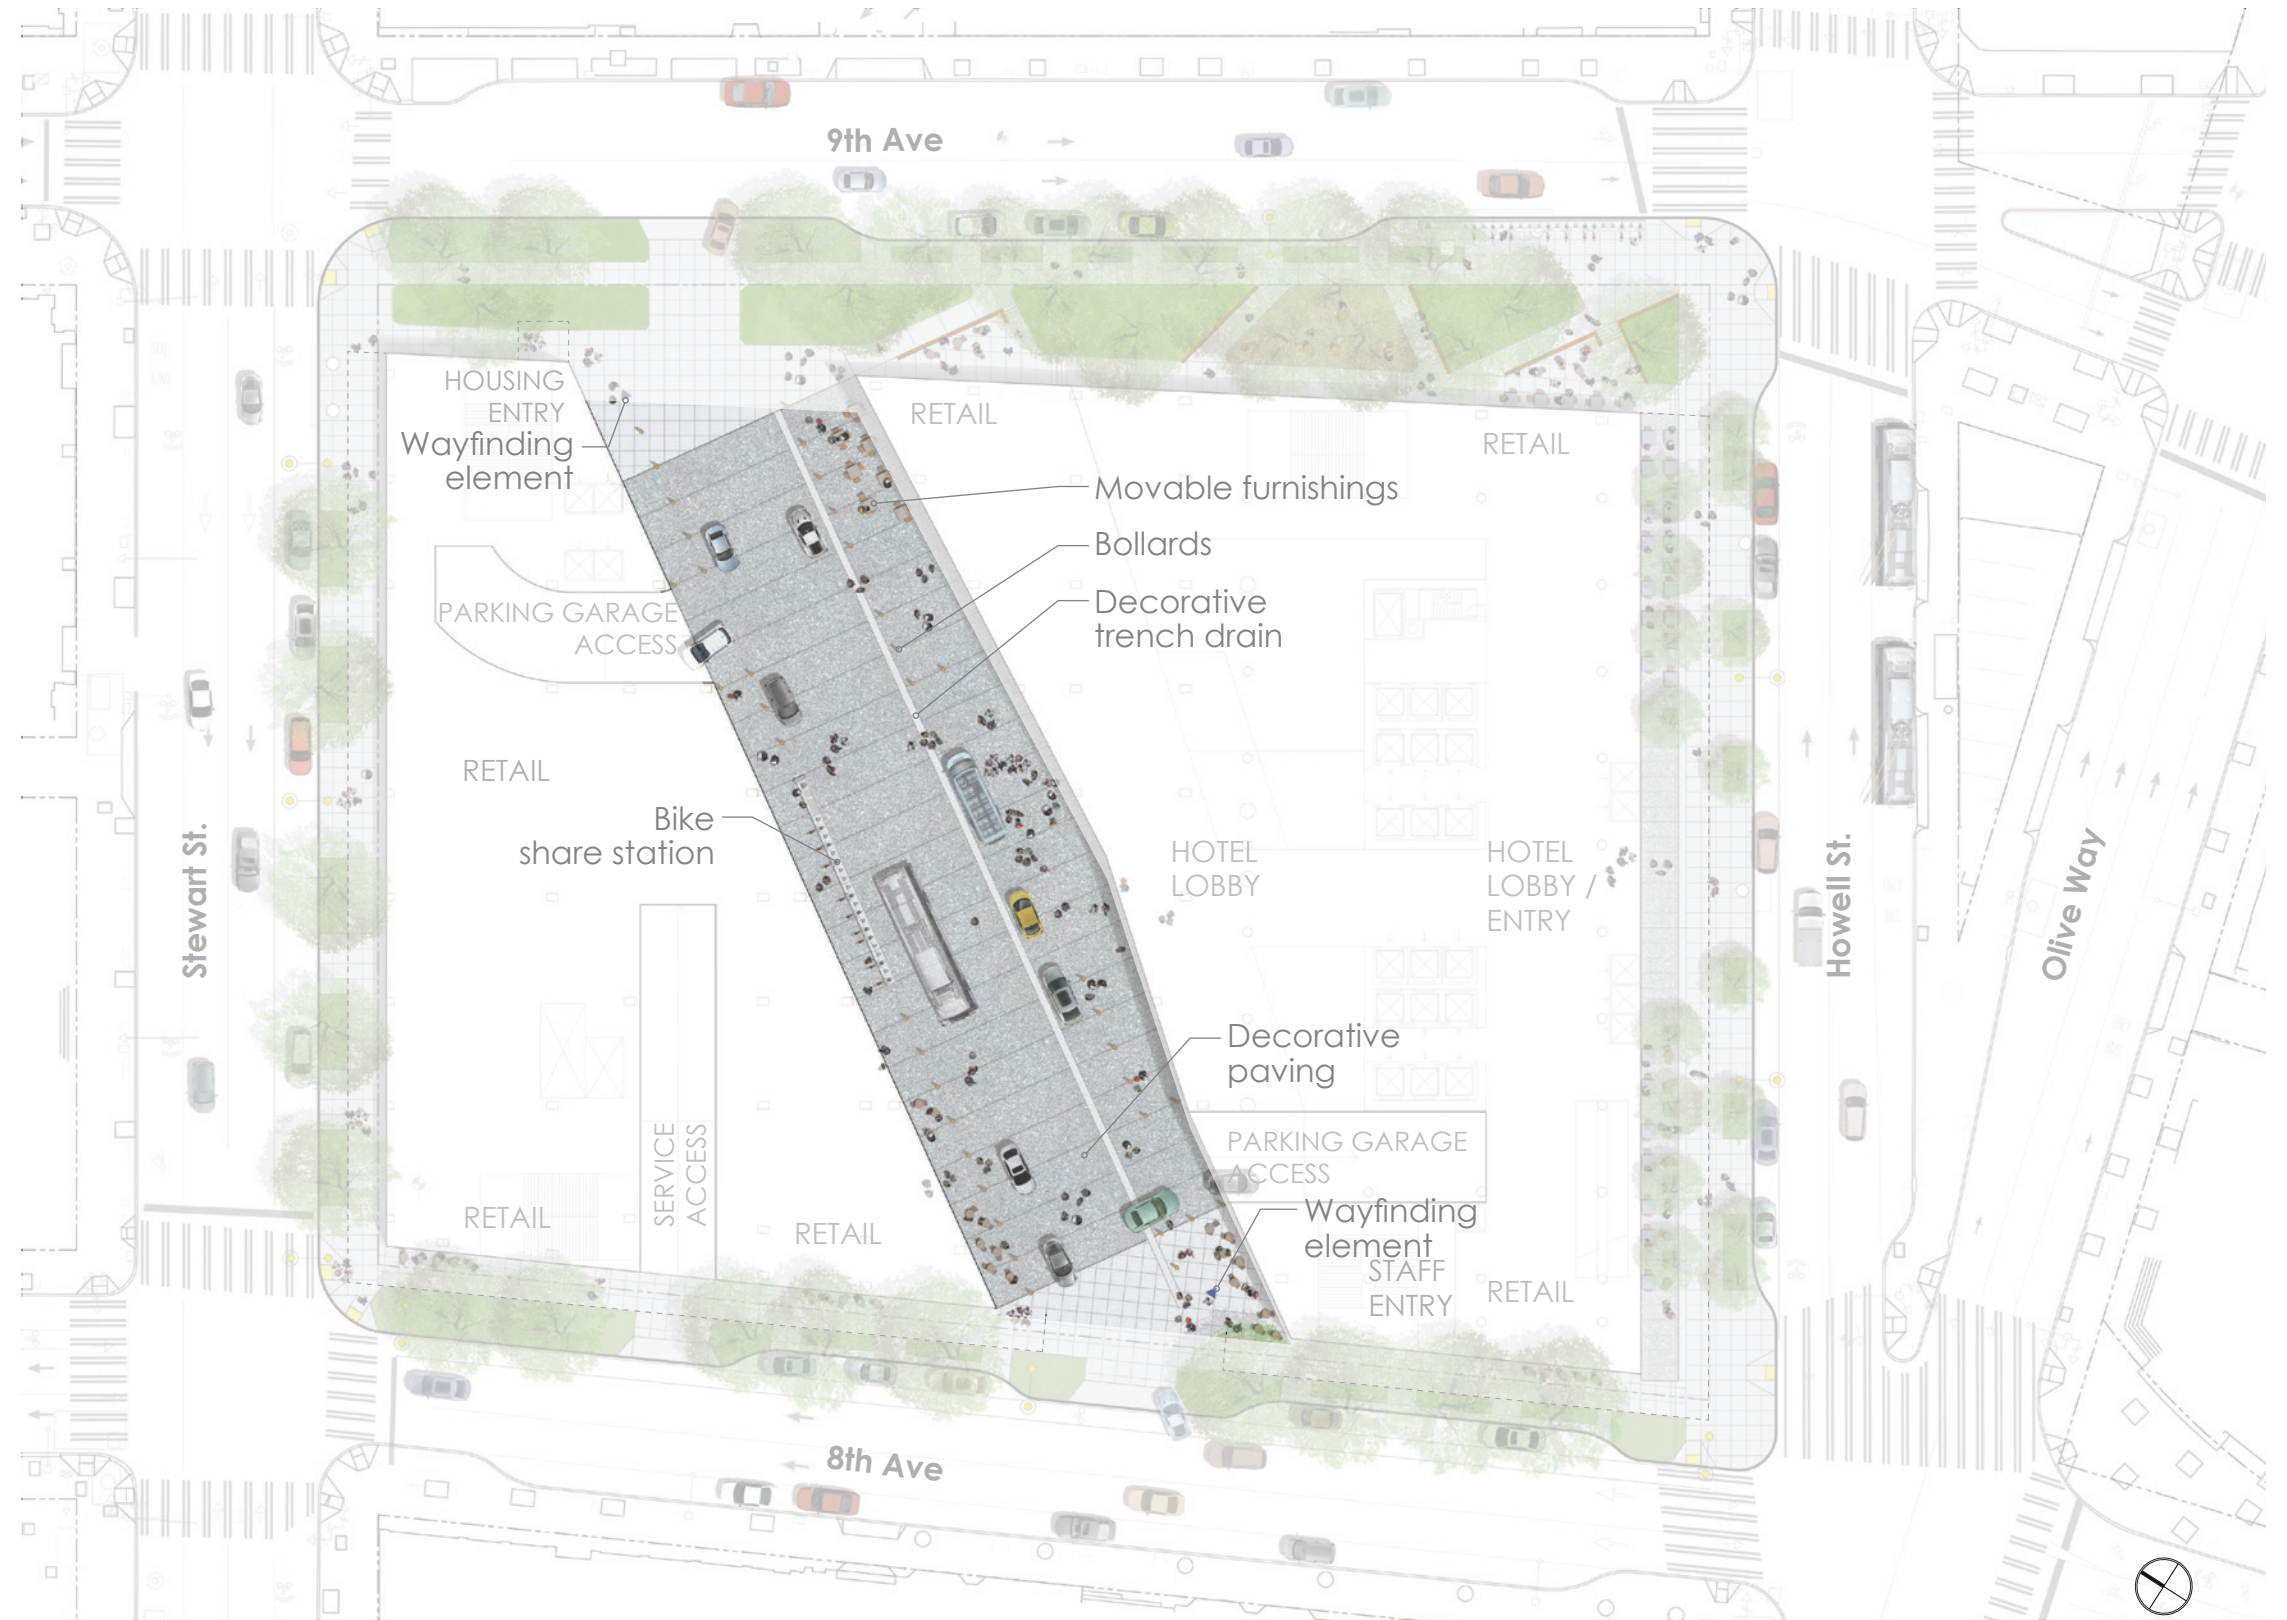 9th Ave
HOUSING
ENTRY
Wayfinding
element
RETAIL
RETAIL
Movable furnishings
Bollards
Decorative
trench drain
PARKING GARAGE
ACCESS
RETAIL
Bike
share station
Stewart St.
HOTEL
LOBBY
HOTEL
LOBBY /
ENTRY
Howell St.
Olive Way
Decorative
paving
SERVICE
ACCESS
PARKING GARAGE
ACCESS
Wayfinding
element
STAFF
ENTRY
RETAIL
RETAIL
RETAIL
8th Ave